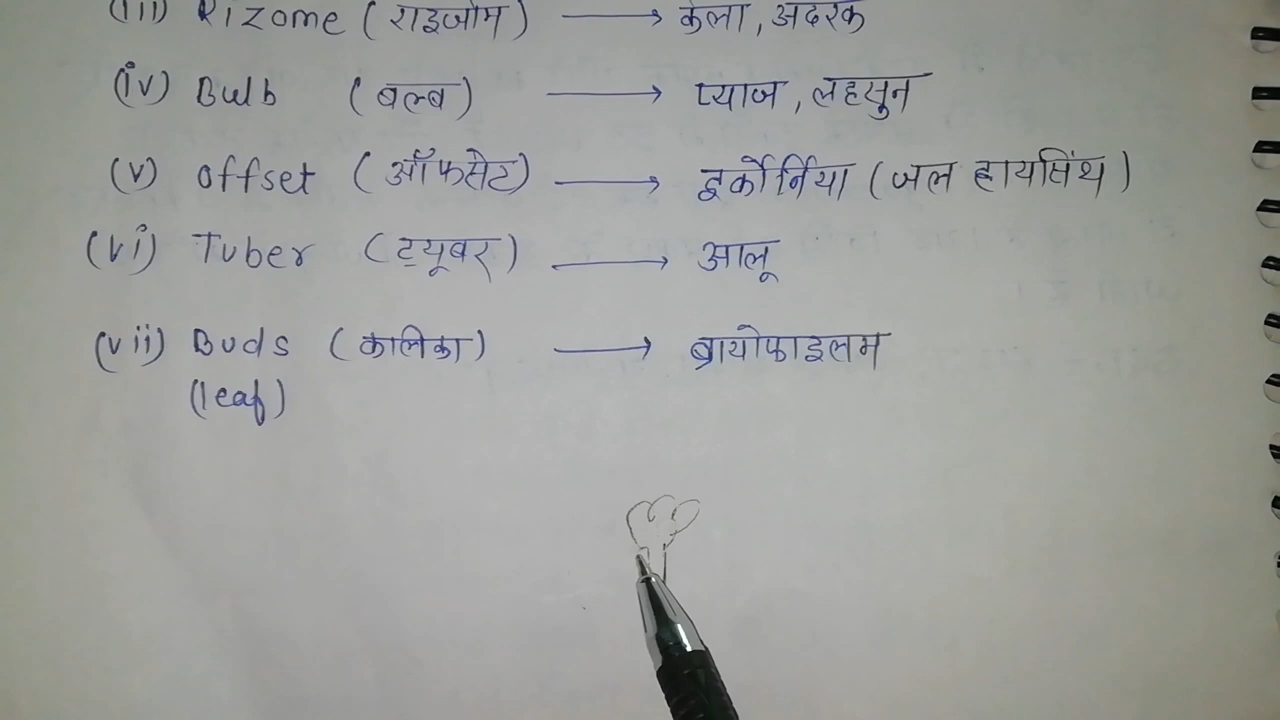 (iii) Rizome (राइजोम) → केला, अदरक
(iv) Bulb (बल्ब) → प्याज, लहसुन
(v) Offset (ऑफसेट) → इकोर्निया (जल हायसिंथ)
(vi) Tuber (ट्यूबर) → आलू
(vii) Buds (कालिका) → ब्रायोफाइलम
(leaf)